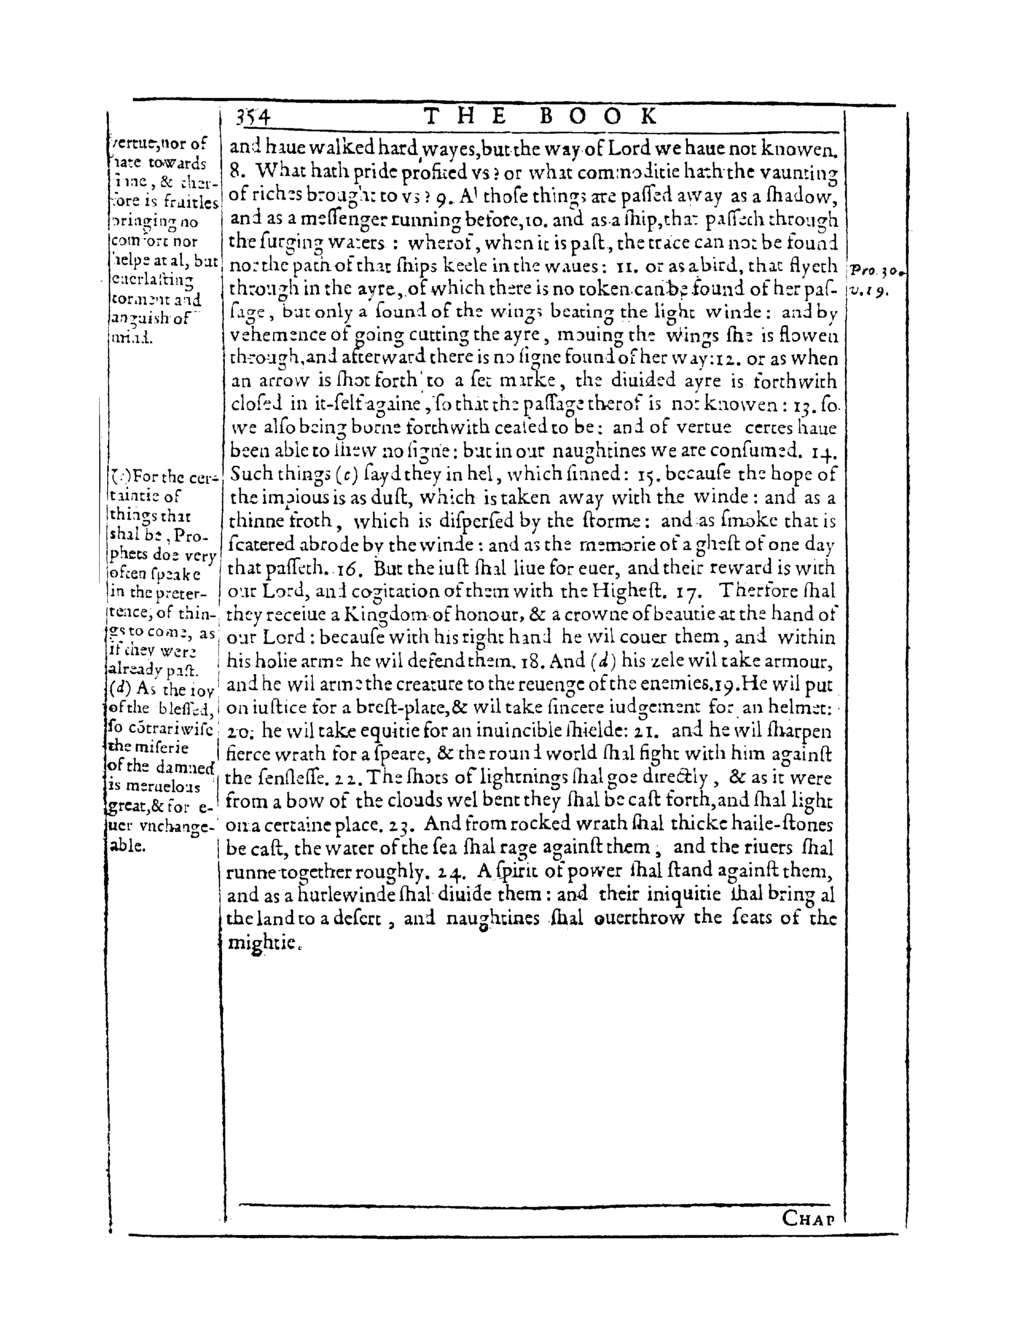 354 THE BOOK
and haue walked hard wayes, but the way of Lord we haue not knowen.
8. What hath pride profited vs? or what commoditie hath the vaunting
of riches brought to vs? 9. Al those things are passed away as a shadow,
and as a messenger running before, 10. and as a ship, that passech through
the surging waters : wherof, when it is past, the trace can not be found
nor the path of that ships keele in the waues: 11. or as a bird, that flyeth
through in the ayre, of which there is no token can be found of her pas-
sage, but only a sound of the wings beating the light winde: and by
vehemence of going cutting the ayre, mouing the wings she is flowen
through, and afterward there is no signe found of her way: 12. or as when
an arrow is shot forth to a set marke, the diuided ayre is forthwith
closed in it-self againe, so that the passage therof is not knowen: 13. so
we also being borne forthwith ceased to be: and of vertue certes haue
been able to shew no signe: but in our naughtines we are consumed. 14.
Such things (c) sayd they in hel, which sinned: 15. because the hope of
the impious is as dust, which is taken away with the winde: and as a
thinne froth, which is dispersed by the storme: and as smoke that is
scatered abrode by the winde: and as the memorie of a ghest of one day
that passeth. 16. But the iust shal liue for euer, and their reward is with
our Lord, and cogitation of them with the Highest. 17. Therfore shal
they receiue a Kingdom of honour, & a crowne of beautie at the hand of
our Lord: because with his right hand he wil couer them, and within
his holie arme he wil defend them. 18. And (d) his zele wil take armour,
and he wil arme the creature to the reuenge of the enemies. 19. He wil put
on iustice for a brest-plate, & wil take sincere iudgement for an helmet:
20. he wil take equitie for an inuincible shielde: 21. and he wil sharpen
fierce wrath for a speare, & the round world shal fight with him against
the senslesse. 22. The shots of lightnings shal goe directly, & as it were
from a bow of the clouds wel bent they shal be cast forth, and shal light
on a certaine place. 23. And from rocked wrath shal thicke haile-stones
be cast, the water of the sea shal rage against them, and the riuers shal
runne together roughly. 24. A spirit of power shal stand against them,
and as a hurlewinde shal diuide them: and their iniquitie shal bring al
the land to a desert, and naughtines shal ouerthrow the seats of the
mightie.
vertue, nor of
hate towards
sinne, & ther-
fore is fruitles
bringing no
comfort nor
helpe at al, but
euerlasting
torment and
anguish of
mind.
(c) For the cer-
taintie of
things that
shal be, Pro-
phets doe very
often speake
in the preter-
tence, of thin-
gs to come, as
if they were
already past.
(d) As the ioy
of the blessed,
so cōtrariwise
the miserie
of the damned
is meruelous
great, & for e-
uer vnchange-
able.
Pro. 30.
v. 19.
CHAP